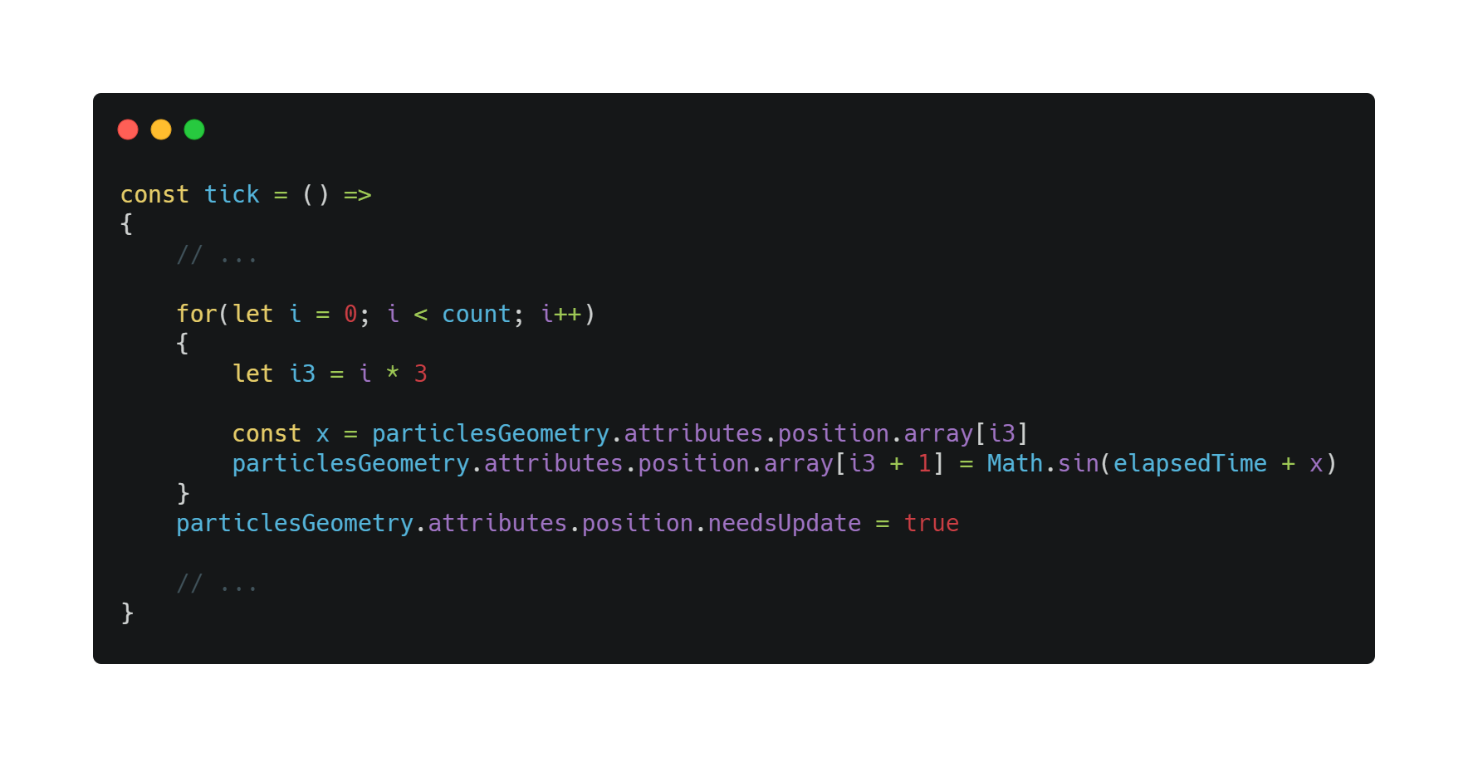 const tick = () =>
{
    // ...

    for(let i = 0; i < count; i++)
    {
        let i3 = i * 3

        const x = particlesGeometry.attributes.position.array[i3]
        particlesGeometry.attributes.position.array[i3 + 1] = Math.sin(elapsedTime + x)
    }
    particlesGeometry.attributes.position.needsUpdate = true

    // ...
}